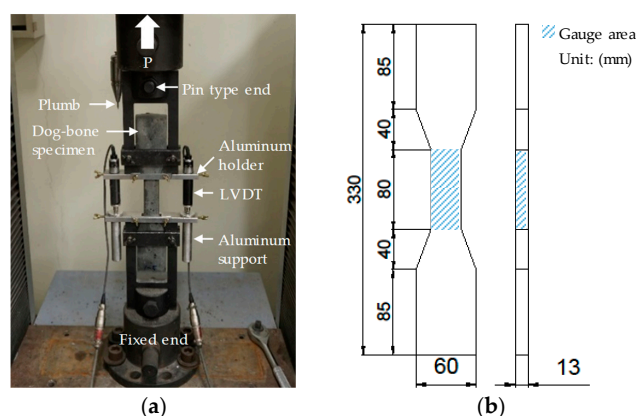 P
Pin type end
Plumb
Dog-bone
specimen
Aluminum
holder
LVDT
Aluminum
support
Fixed end
(a)
Gauge area
Unit: (mm)
85
40
330
80
40
85
60
13
(b)